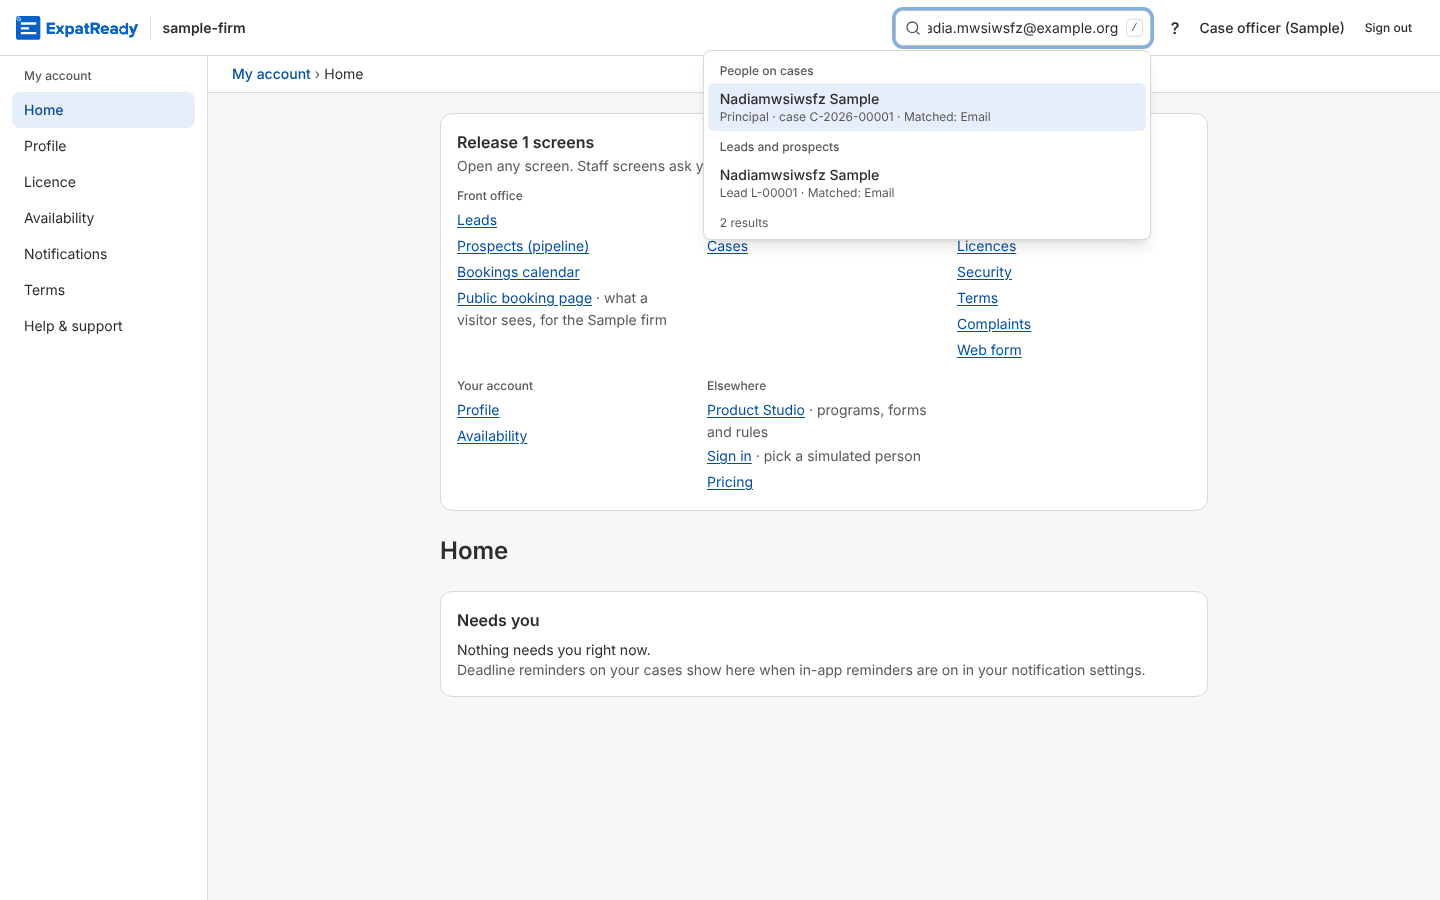 ExpatReady
sample-firm
adia.mwsiwsfz@example.org
/
?
Case officer (Sample)
Sign out
My account
Home
Profile
Licence
Availability
Notifications
Terms
Help & support
My account › Home
People on cases
Nadiamwsiwsfz Sample
Principal · case C-2026-00001 · Matched: Email
Leads and prospects
Nadiamwsiwsfz Sample
Lead L-00001 · Matched: Email
2 results
Release 1 screens
Open any screen. Staff screens ask y
Front office
Leads
Prospects (pipeline)
Bookings calendar
Public booking page · what a
visitor sees, for the Sample firm
Cases
Licences
Security
Terms
Complaints
Web form
Your account
Profile
Availability
Elsewhere
Product Studio · programs, forms
and rules
Sign in · pick a simulated person
Pricing
Home
Needs you
Nothing needs you right now.
Deadline reminders on your cases show here when in-app reminders are on in your notification settings.